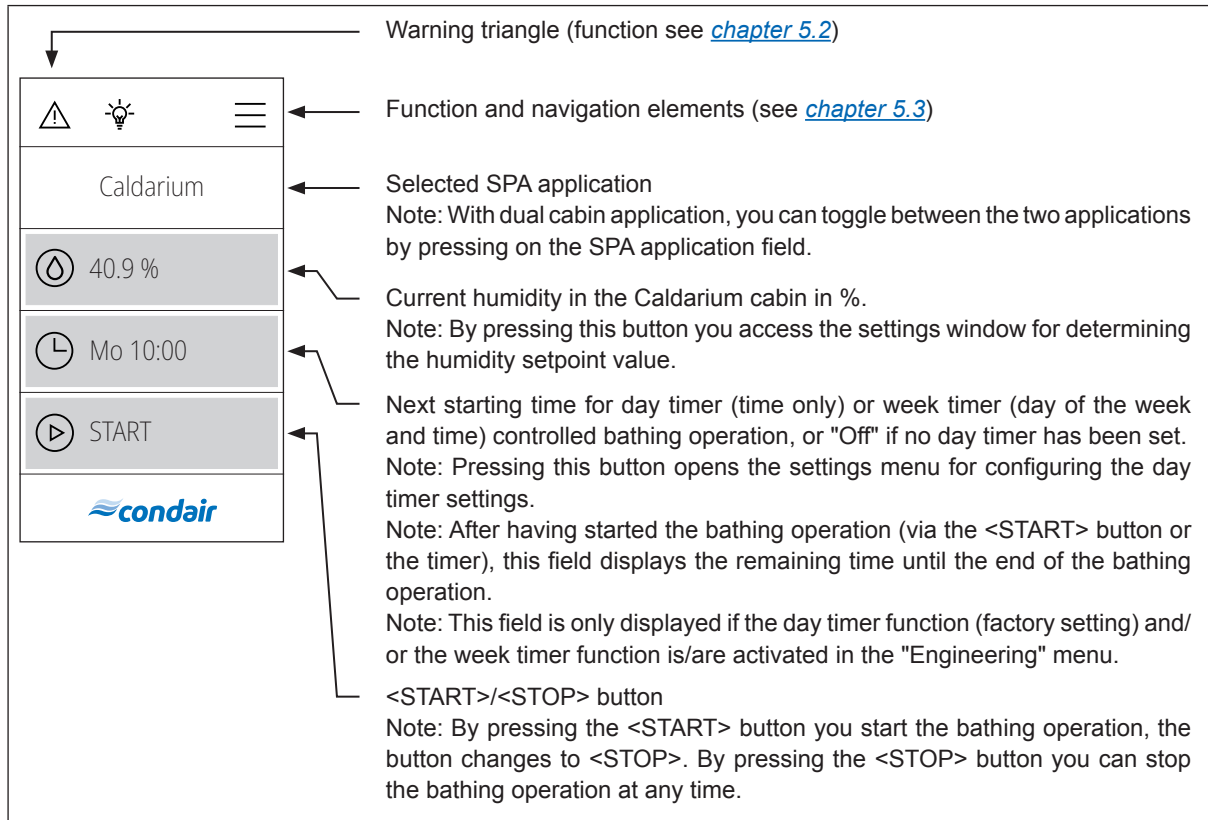 Warning triangle (function see chapter 5.2)
Function and navigation elements (see chapter 5.3)
Caldarium
Selected SPA application
Note: With dual cabin application, you can toggle between the two applications
by pressing on the SPA application field.
40.9 %
Current humidity in the Caldarium cabin in %.
Note: By pressing this button you access the settings window for determining
the humidity setpoint value.
Mo 10:00
Next starting time for day timer (time only) or week timer (day of the week
and time) controlled bathing operation, or "Off" if no day timer has been set.
Note: Pressing this button opens the settings menu for configuring the day
timer settings.
Note: After having started the bathing operation (via the <START> button or
the timer), this field displays the remaining time until the end of the bathing
operation.
Note: This field is only displayed if the day timer function (factory setting) and/
or the week timer function is/are activated in the "Engineering" menu.
START
<START>/<STOP> button
Note: By pressing the <START> button you start the bathing operation, the
button changes to <STOP>. By pressing the <STOP> button you can stop
the bathing operation at any time.
condair